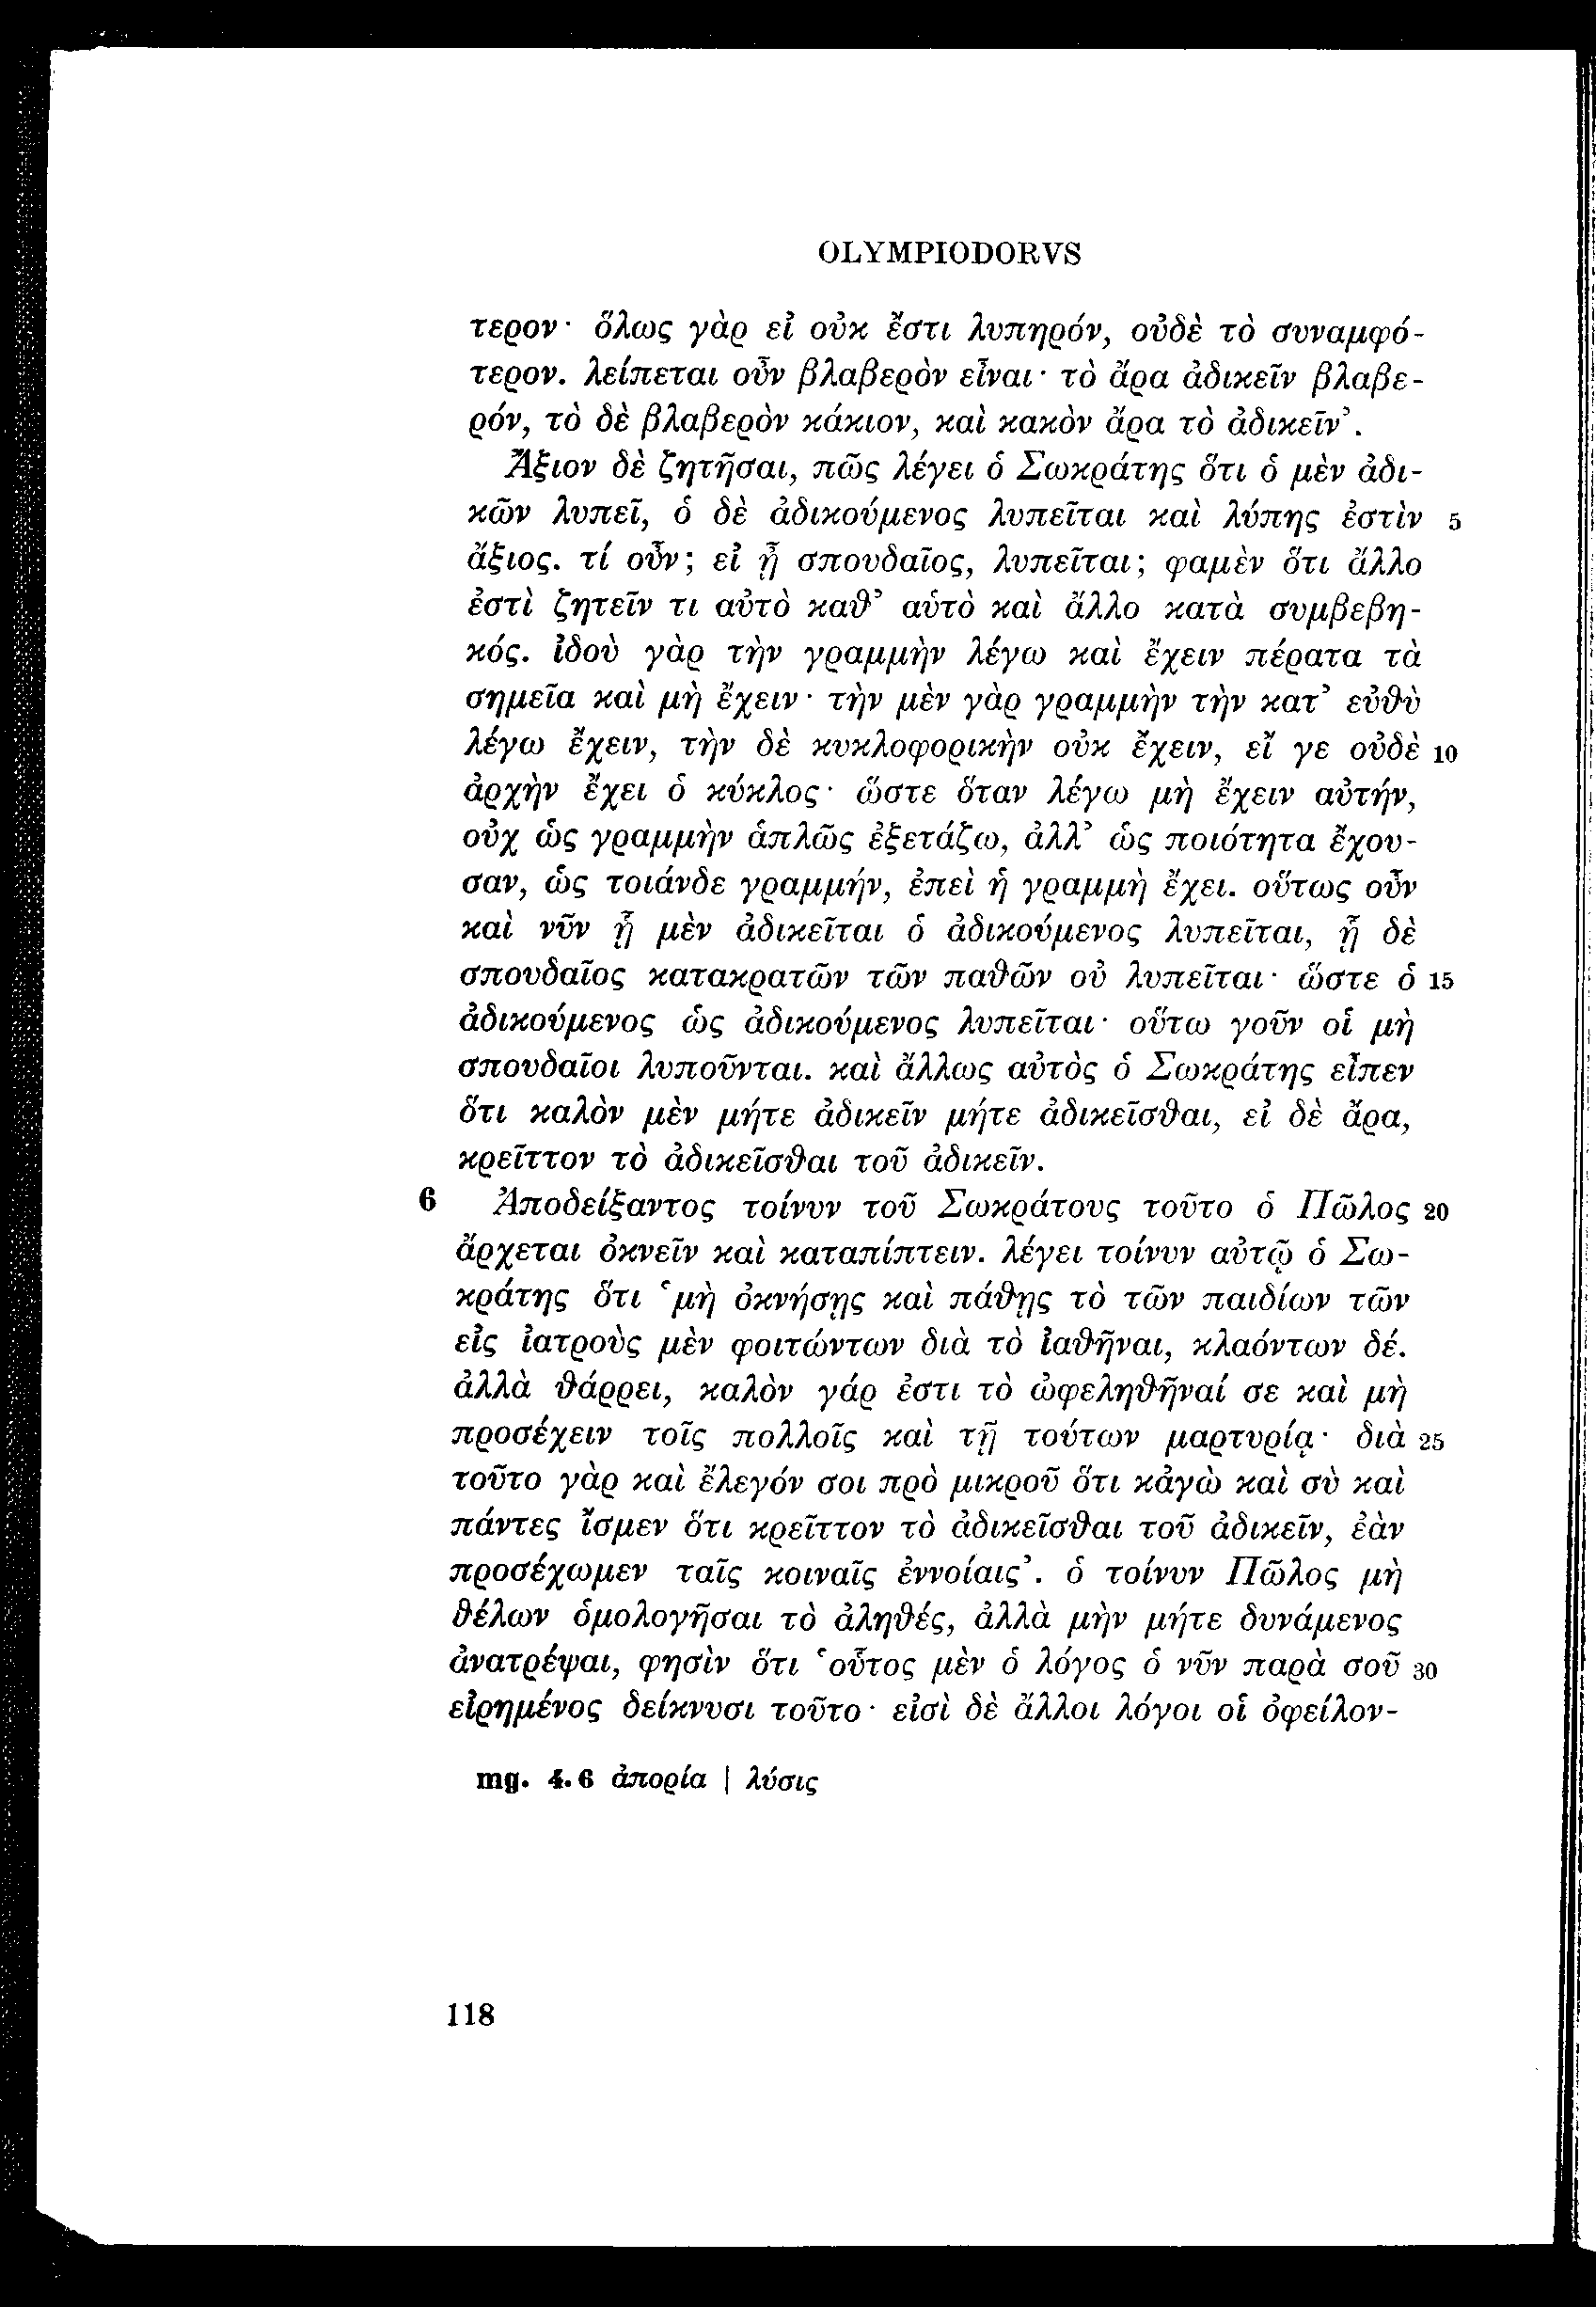 OLYMPIODORVS
τερον· ὅλως γὰρ εἰ οὐκ ἔστι λυπηρόν, οὐδὲ τὸ συναμφό-
τερον. λείπεται οὖν βλαβερὸν εἶναι· τὸ ἄρα ἀδικεῖν βλαβε-
ρόν, τὸ δὲ βλαβερὸν κάκιον, καὶ κακὸν ἄρα τὸ ἀδικεῖν’.
Ἄξιον δὲ ζητῆσαι, πῶς λέγει ὁ Σωκράτης ὅτι ὁ μὲν ἀδι-
κῶν λυπεῖ, ὁ δὲ ἀδικούμενος λυπεῖται καὶ λύπης ἐστὶν 5
ἄξιος. τί οὖν; εἰ ᾖ σπουδαῖος, λυπεῖται; φαμὲν ὅτι ἄλλο
ἐστὶ ζητεῖν τι αὐτὸ καθ’ αὑτὸ καὶ ἄλλο κατὰ συμβεβη-
κός. ἰδοὺ γὰρ τὴν γραμμὴν λέγω καὶ ἔχειν πέρατα τὰ
σημεῖα καὶ μὴ ἔχειν· τὴν μὲν γὰρ γραμμὴν τὴν κατ’ εὐθὺ
λέγω ἔχειν, τὴν δὲ κυκλοφορικὴν οὐκ ἔχειν, εἴ γε οὐδὲ 10
ἀρχὴν ἔχει ὁ κύκλος· ὥστε ὅταν λέγω μὴ ἔχειν αὐτήν,
οὐχ ὡς γραμμὴν ἁπλῶς ἐξετάζω, ἀλλ’ ὡς ποιότητα ἔχου-
σαν, ὡς τοιάνδε γραμμήν, ἐπεὶ ἡ γραμμὴ ἔχει. οὕτως οὖν
καὶ νῦν ᾗ μὲν ἀδικεῖται ὁ ἀδικούμενος λυπεῖται, ᾗ δὲ
σπουδαῖος κατακρατῶν τῶν παθῶν οὐ λυπεῖται· ὥστε ὁ 15
ἀδικούμενος ὡς ἀδικούμενος λυπεῖται· οὕτω γοῦν οἱ μὴ
σπουδαῖοι λυποῦνται. καὶ ἄλλως αὐτὸς ὁ Σωκράτης εἶπεν
ὅτι καλὸν μὲν μήτε ἀδικεῖν μήτε ἀδικεῖσθαι, εἰ δὲ ἄρα,
κρεῖττον τὸ ἀδικεῖσθαι τοῦ ἀδικεῖν.
6 Ἀποδείξαντος τοίνυν τοῦ Σωκράτους τοῦτο ὁ Πῶλος 20
ἄρχεται ὀκνεῖν καὶ καταπίπτειν. λέγει τοίνυν αὐτῷ ὁ Σω-
κράτης ὅτι ‘μὴ ὀκνήσῃς καὶ πάθῃς τὸ τῶν παιδίων τῶν
εἰς ἰατροὺς μὲν φοιτώντων διὰ τὸ ἰαθῆναι, κλαόντων δέ.
ἀλλὰ θάρρει, καλὸν γάρ ἐστι τὸ ὠφεληθῆναί σε καὶ μὴ
προσέχειν τοῖς πολλοῖς καὶ τῇ τούτων μαρτυρίᾳ· διὰ 25
τοῦτο γὰρ καὶ ἔλεγόν σοι πρὸ μικροῦ ὅτι κἀγὼ καὶ σὺ καὶ
πάντες ἴσμεν ὅτι κρεῖττον τὸ ἀδικεῖσθαι τοῦ ἀδικεῖν, ἐὰν
προσέχωμεν ταῖς κοιναῖς ἐννοίαις’. ὁ τοίνυν Πῶλος μὴ
θέλων ὁμολογῆσαι τὸ ἀληθές, ἀλλὰ μὴν μήτε δυνάμενος
ἀνατρέψαι, φησὶν ὅτι ‘οὗτος μὲν ὁ λόγος ὁ νῦν παρὰ σοῦ 30
εἰρημένος δείκνυσι τοῦτο· εἰσὶ δὲ ἄλλοι λόγοι οἱ ὀφείλον-
mg. 4. 6 ἀπορία | λύσις
118